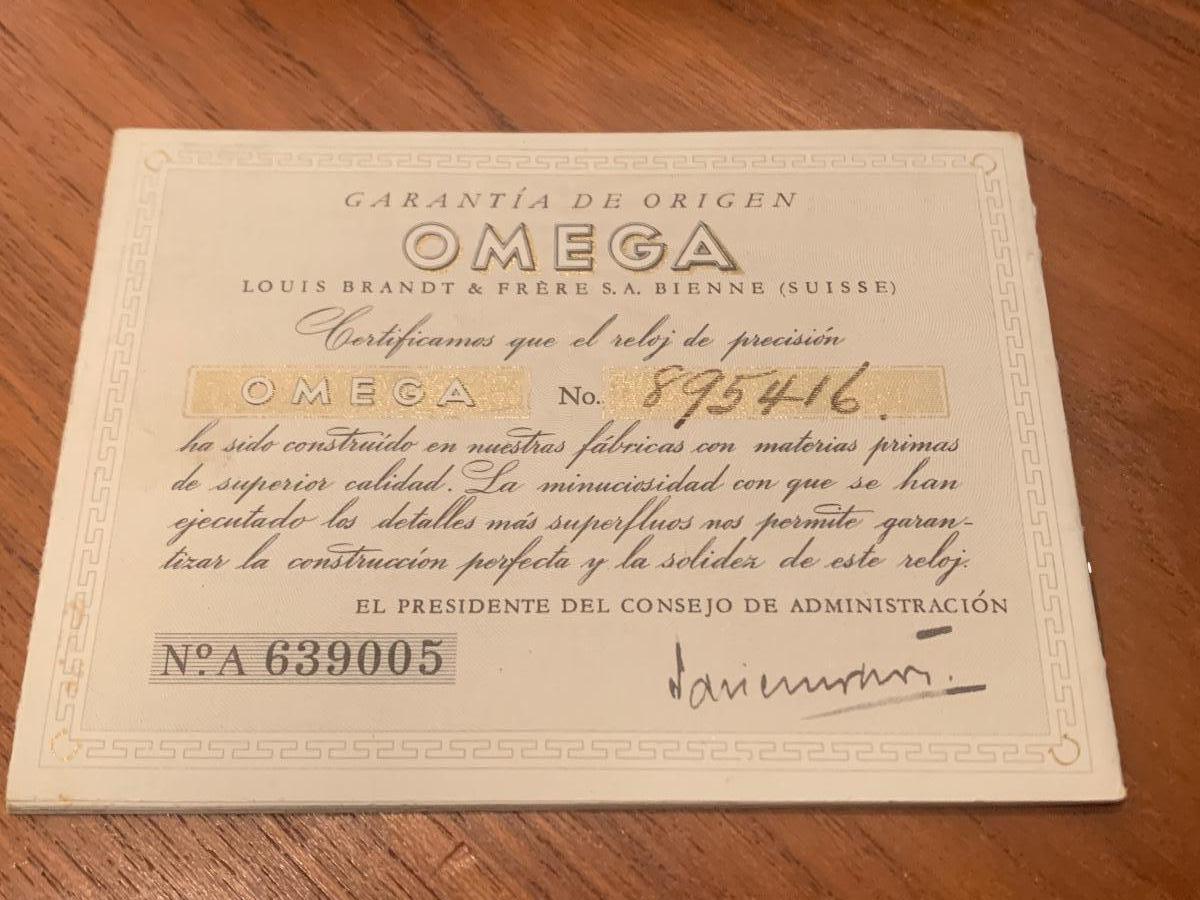 GARANTÍA DE ORIGEN
OMEGA
LOUIS BRANDT & FRÈRE S.A. BIENNE (SUISSE)
Certificamos que el reloj de precisión
OMEGA No. 895416.
ha sido construído en nuestras fábricas con materias primas
de superior calidad. La minuciosidad con que se han
ejecutado los detalles más superfluos nos permite garan-
tizar la construcción perfecta y la solidez de este reloj.
EL PRESIDENTE DEL CONSEJO DE ADMINISTRACIÓN
Nº. A 639005